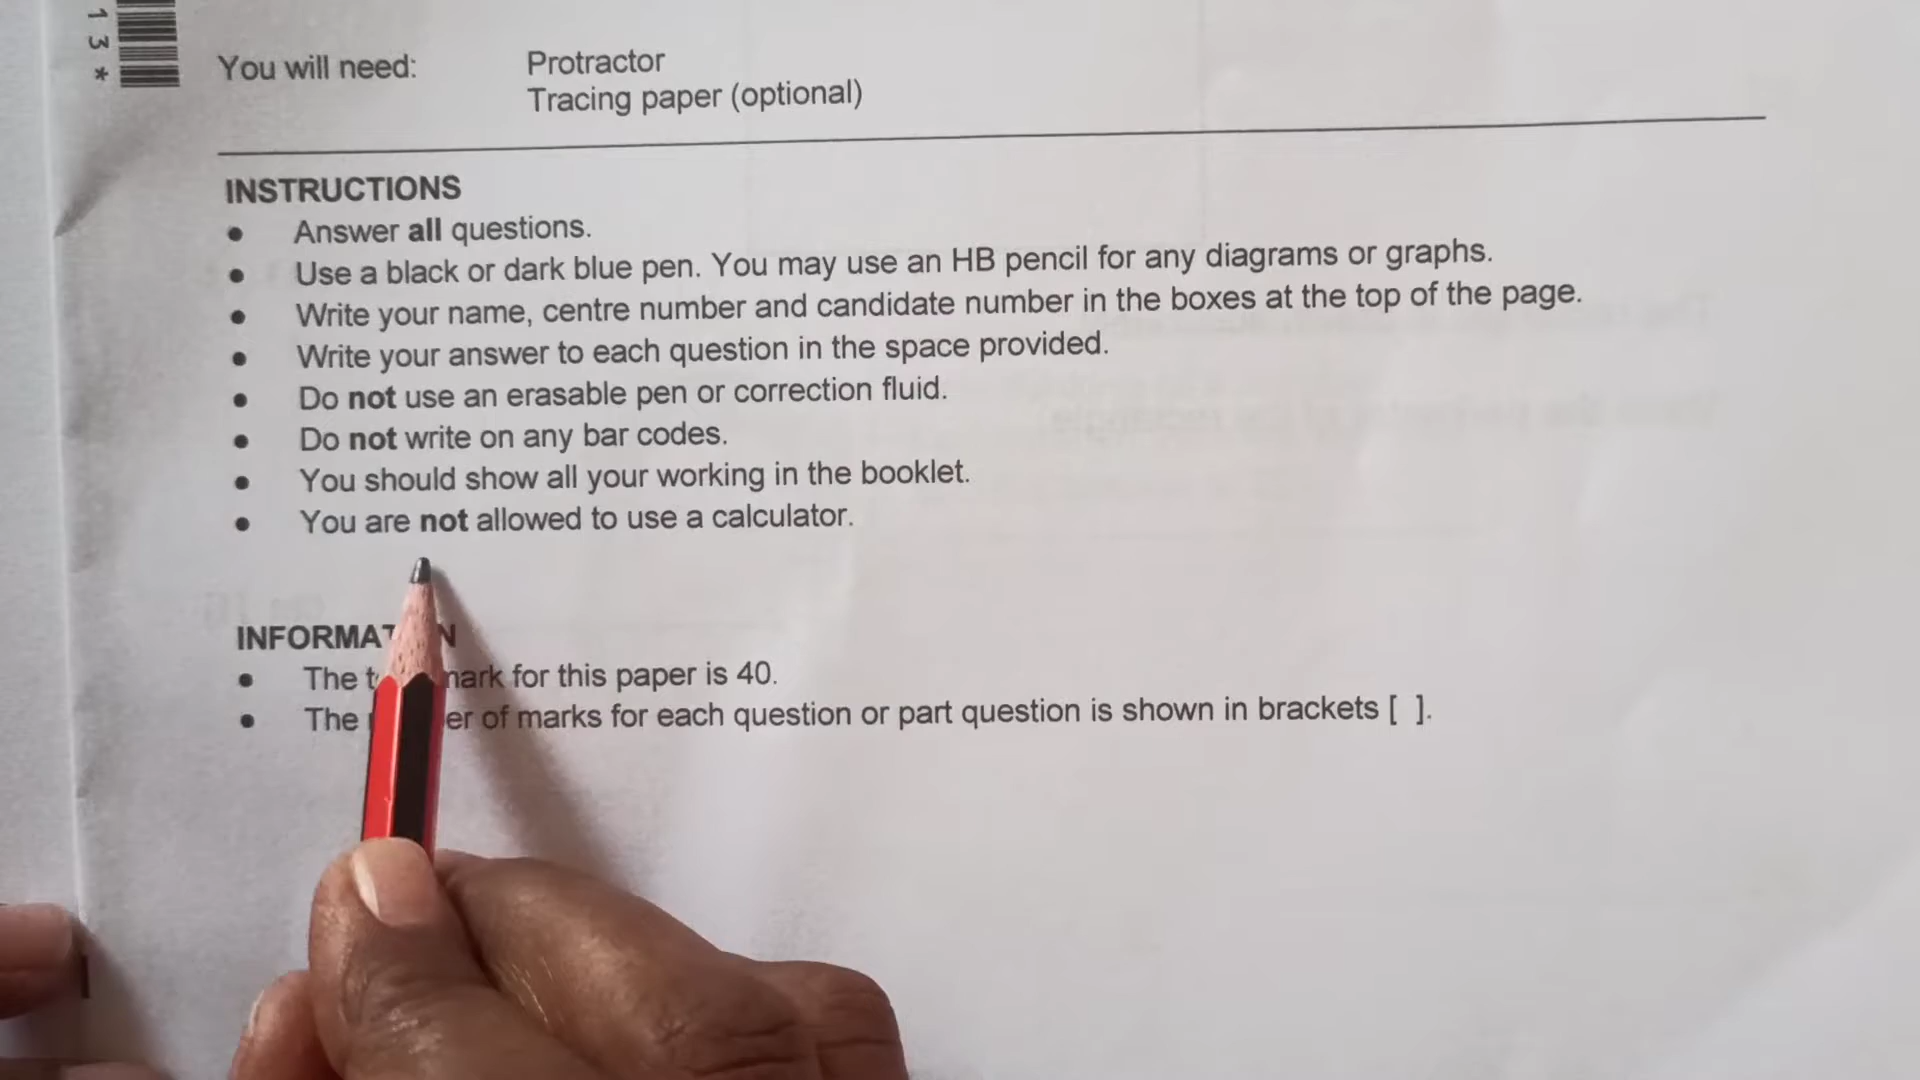 13*
You will need: Protractor
Tracing paper (optional)
INSTRUCTIONS
• Answer all questions.
• Use a black or dark blue pen. You may use an HB pencil for any diagrams or graphs.
• Write your name, centre number and candidate number in the boxes at the top of the page.
• Write your answer to each question in the space provided.
• Do not use an erasable pen or correction fluid.
• Do not write on any bar codes.
• You should show all your working in the booklet.
• You are not allowed to use a calculator.
INFORMAT N
• The mark for this paper is 40.
• The of marks for each question or part question is shown in brackets [ ].